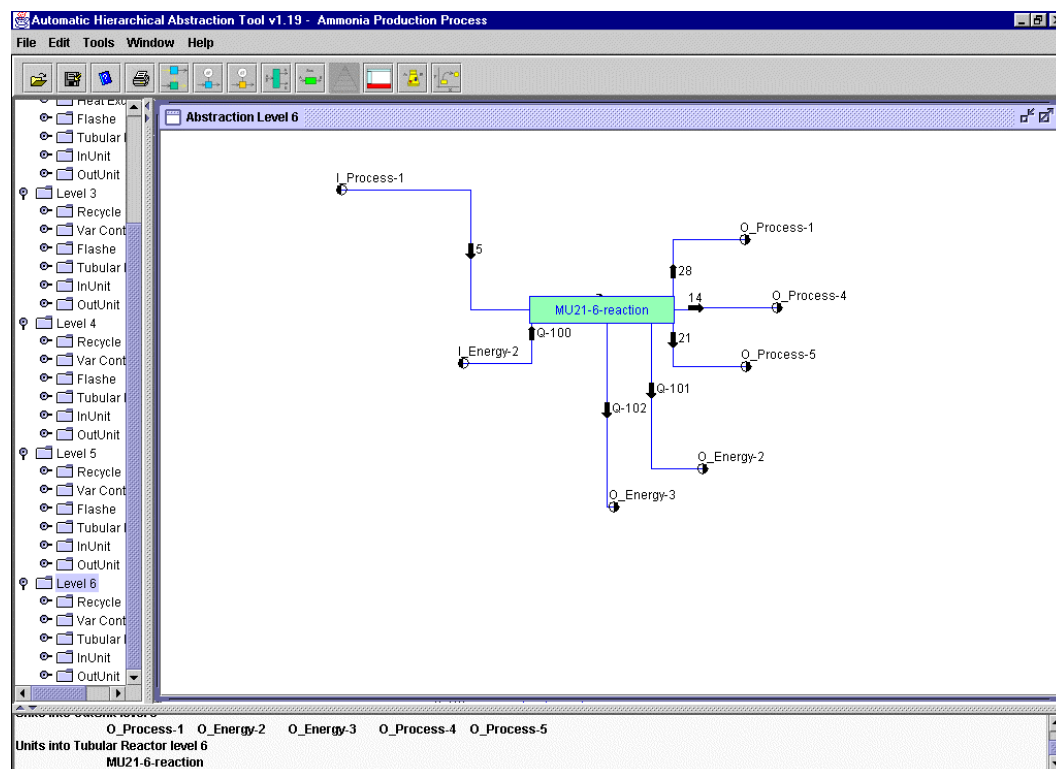 Automatic Hierarchical Abstraction Tool v1.19 - Ammonia Production Process
File Edit Tools Window Help
Flashe
Tubular
InUnit
OutUnit
Level 3
Recycle
Var Cont
Flashe
Tubular
InUnit
OutUnit
Level 4
Recycle
Var Cont
Flashe
Tubular
InUnit
OutUnit
Level 5
Recycle
Var Cont
Flashe
Tubular
InUnit
OutUnit
Level 6
Recycle
Var Cont
Tubular
InUnit
OutUnit
Abstraction Level 6
I_Process-1
5
O_Process-1
28
14
O_Process-4
MU21-6-reaction
Q-100
21
I_Energy-2
O_Process-5
Q-101
Q-102
O_Energy-2
O_Energy-3
O_Process-1 O_Energy-2 O_Energy-3 O_Process-4 O_Process-5
Units into Tubular Reactor level 6
MU21-6-reaction